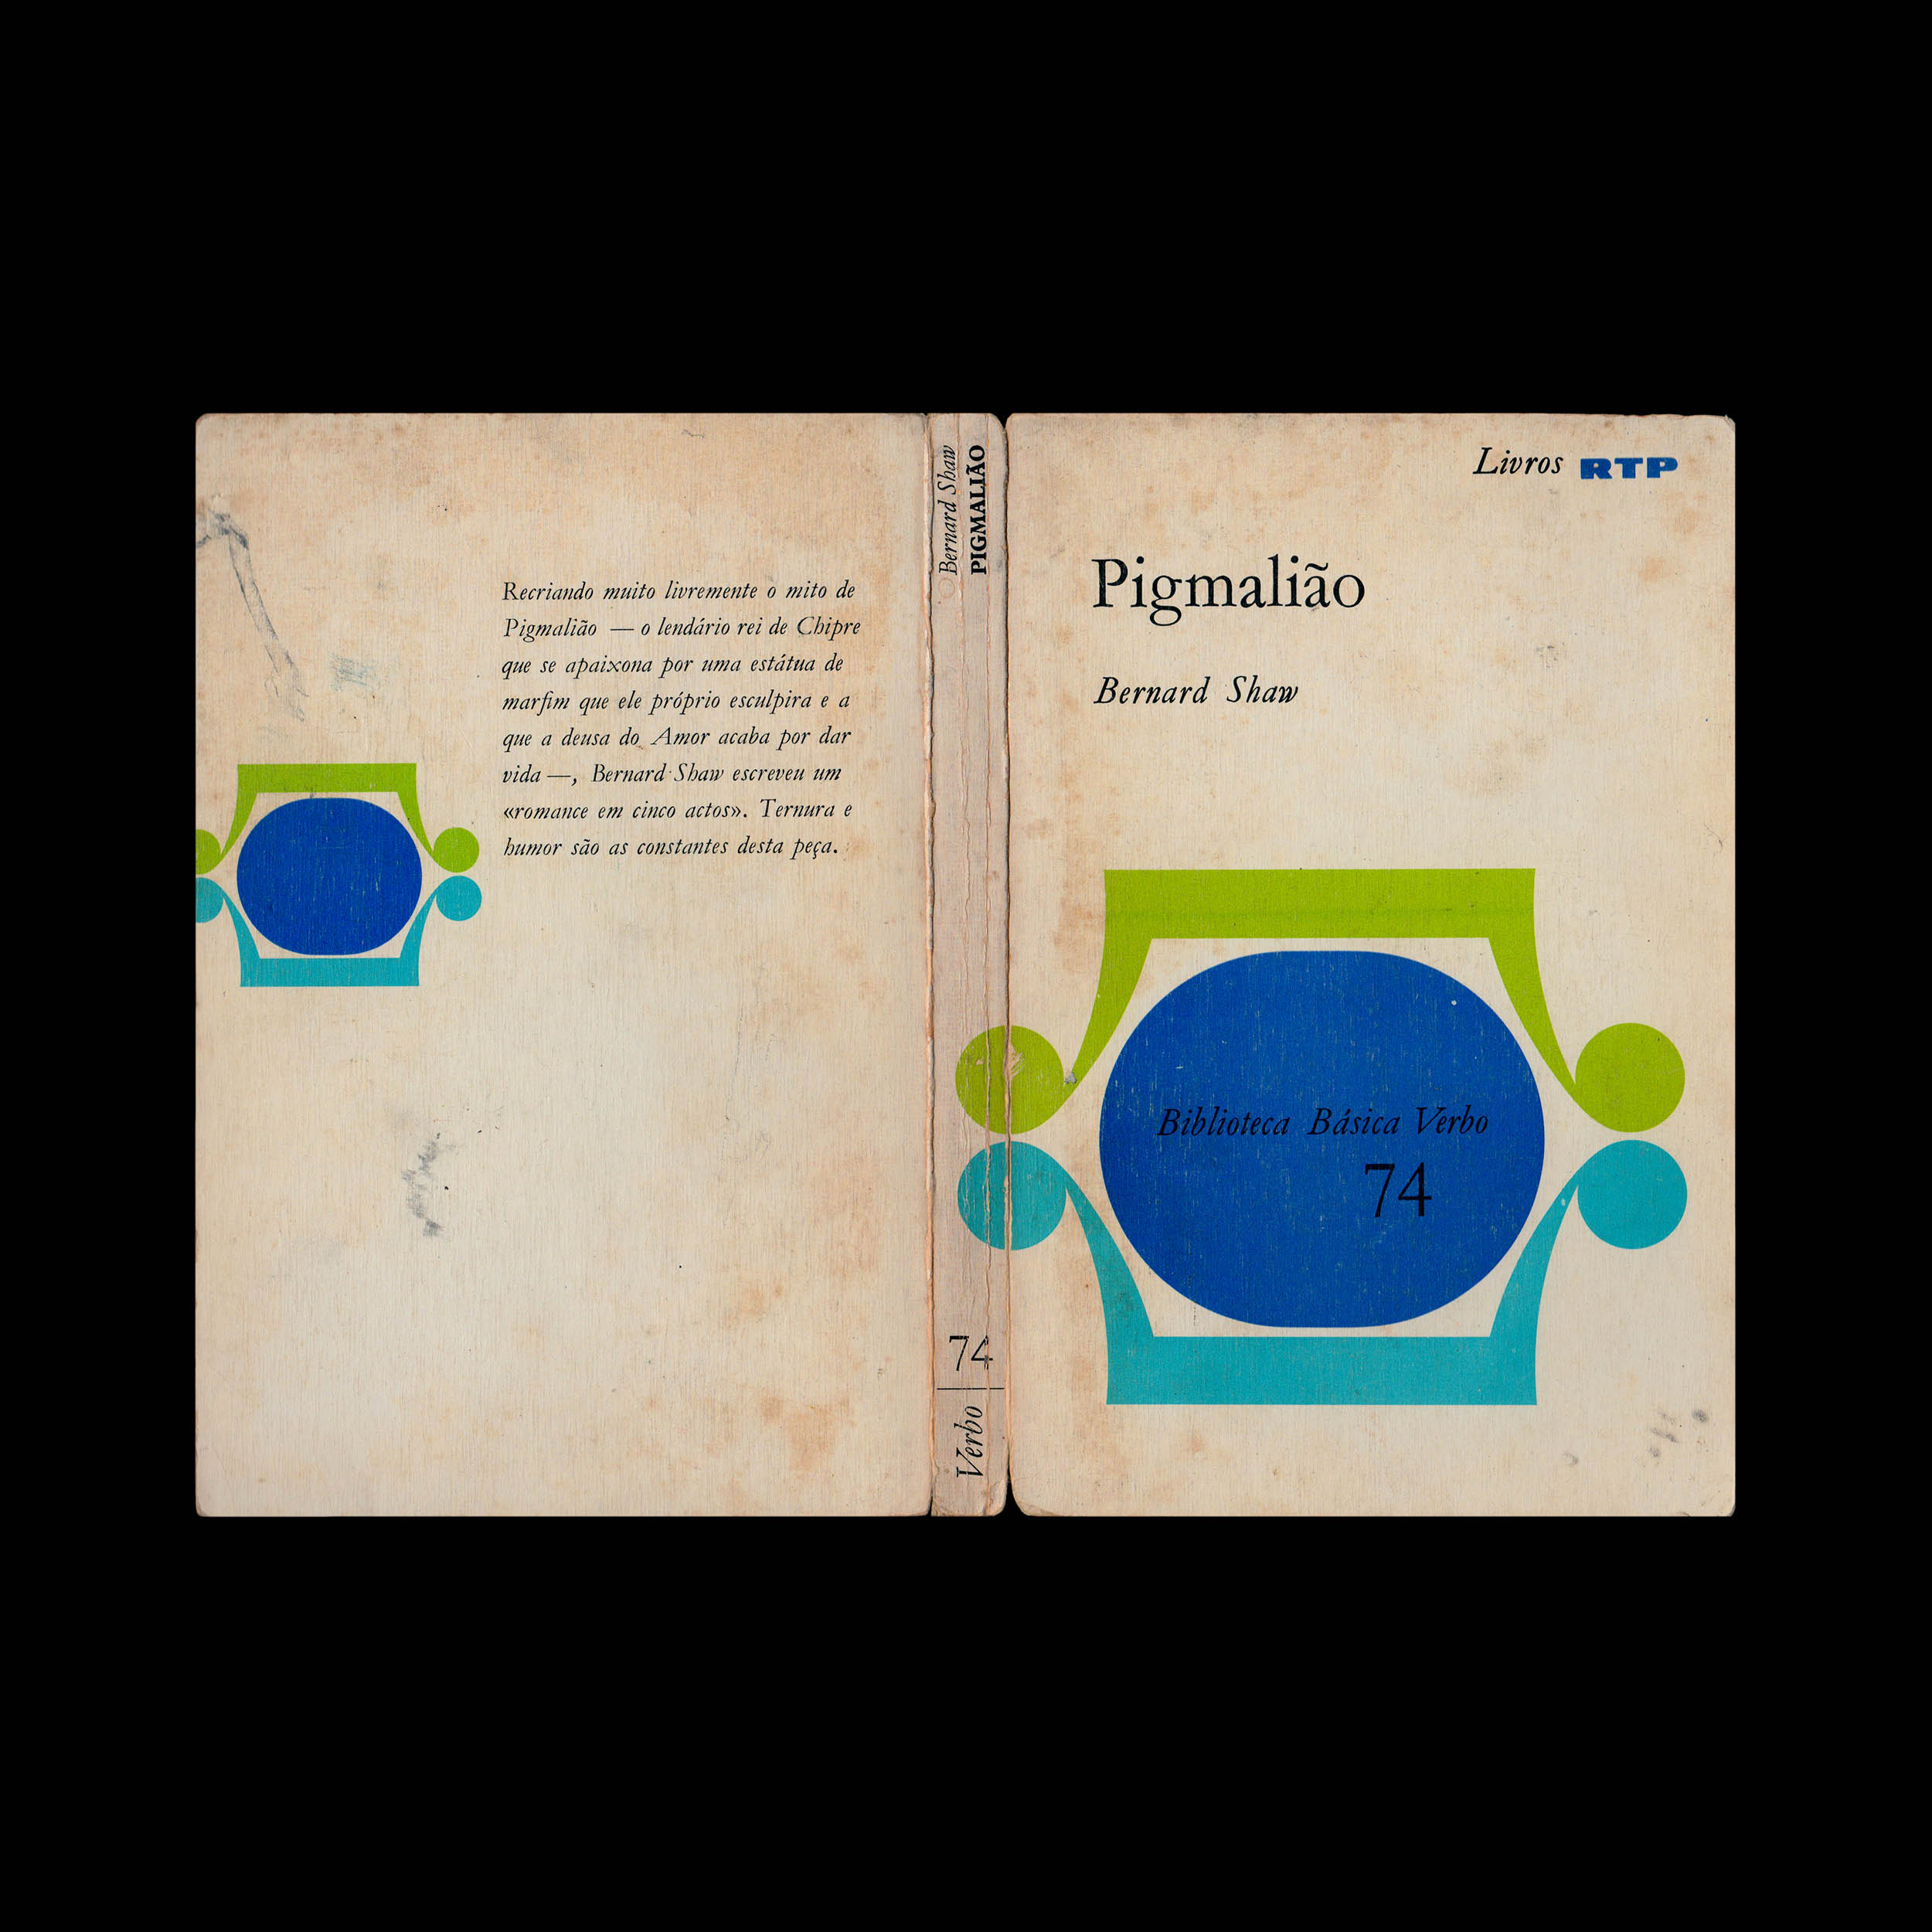 Recriando muito livremente o mito de
Pigmalião — o lendário rei de Chipre
que se apaixona por uma estátua de
marfim que ele próprio esculpira e a
que a deusa do Amor acaba por dar
vida —, Bernard Shaw escreveu um
«romance em cinco actos». Ternura e
humor são as constantes desta peça.
Bernard Shaw
PIGMALIÃO
74
Verbo
Livros RTP
Pigmalião
Bernard Shaw
Biblioteca Básica Verbo
74